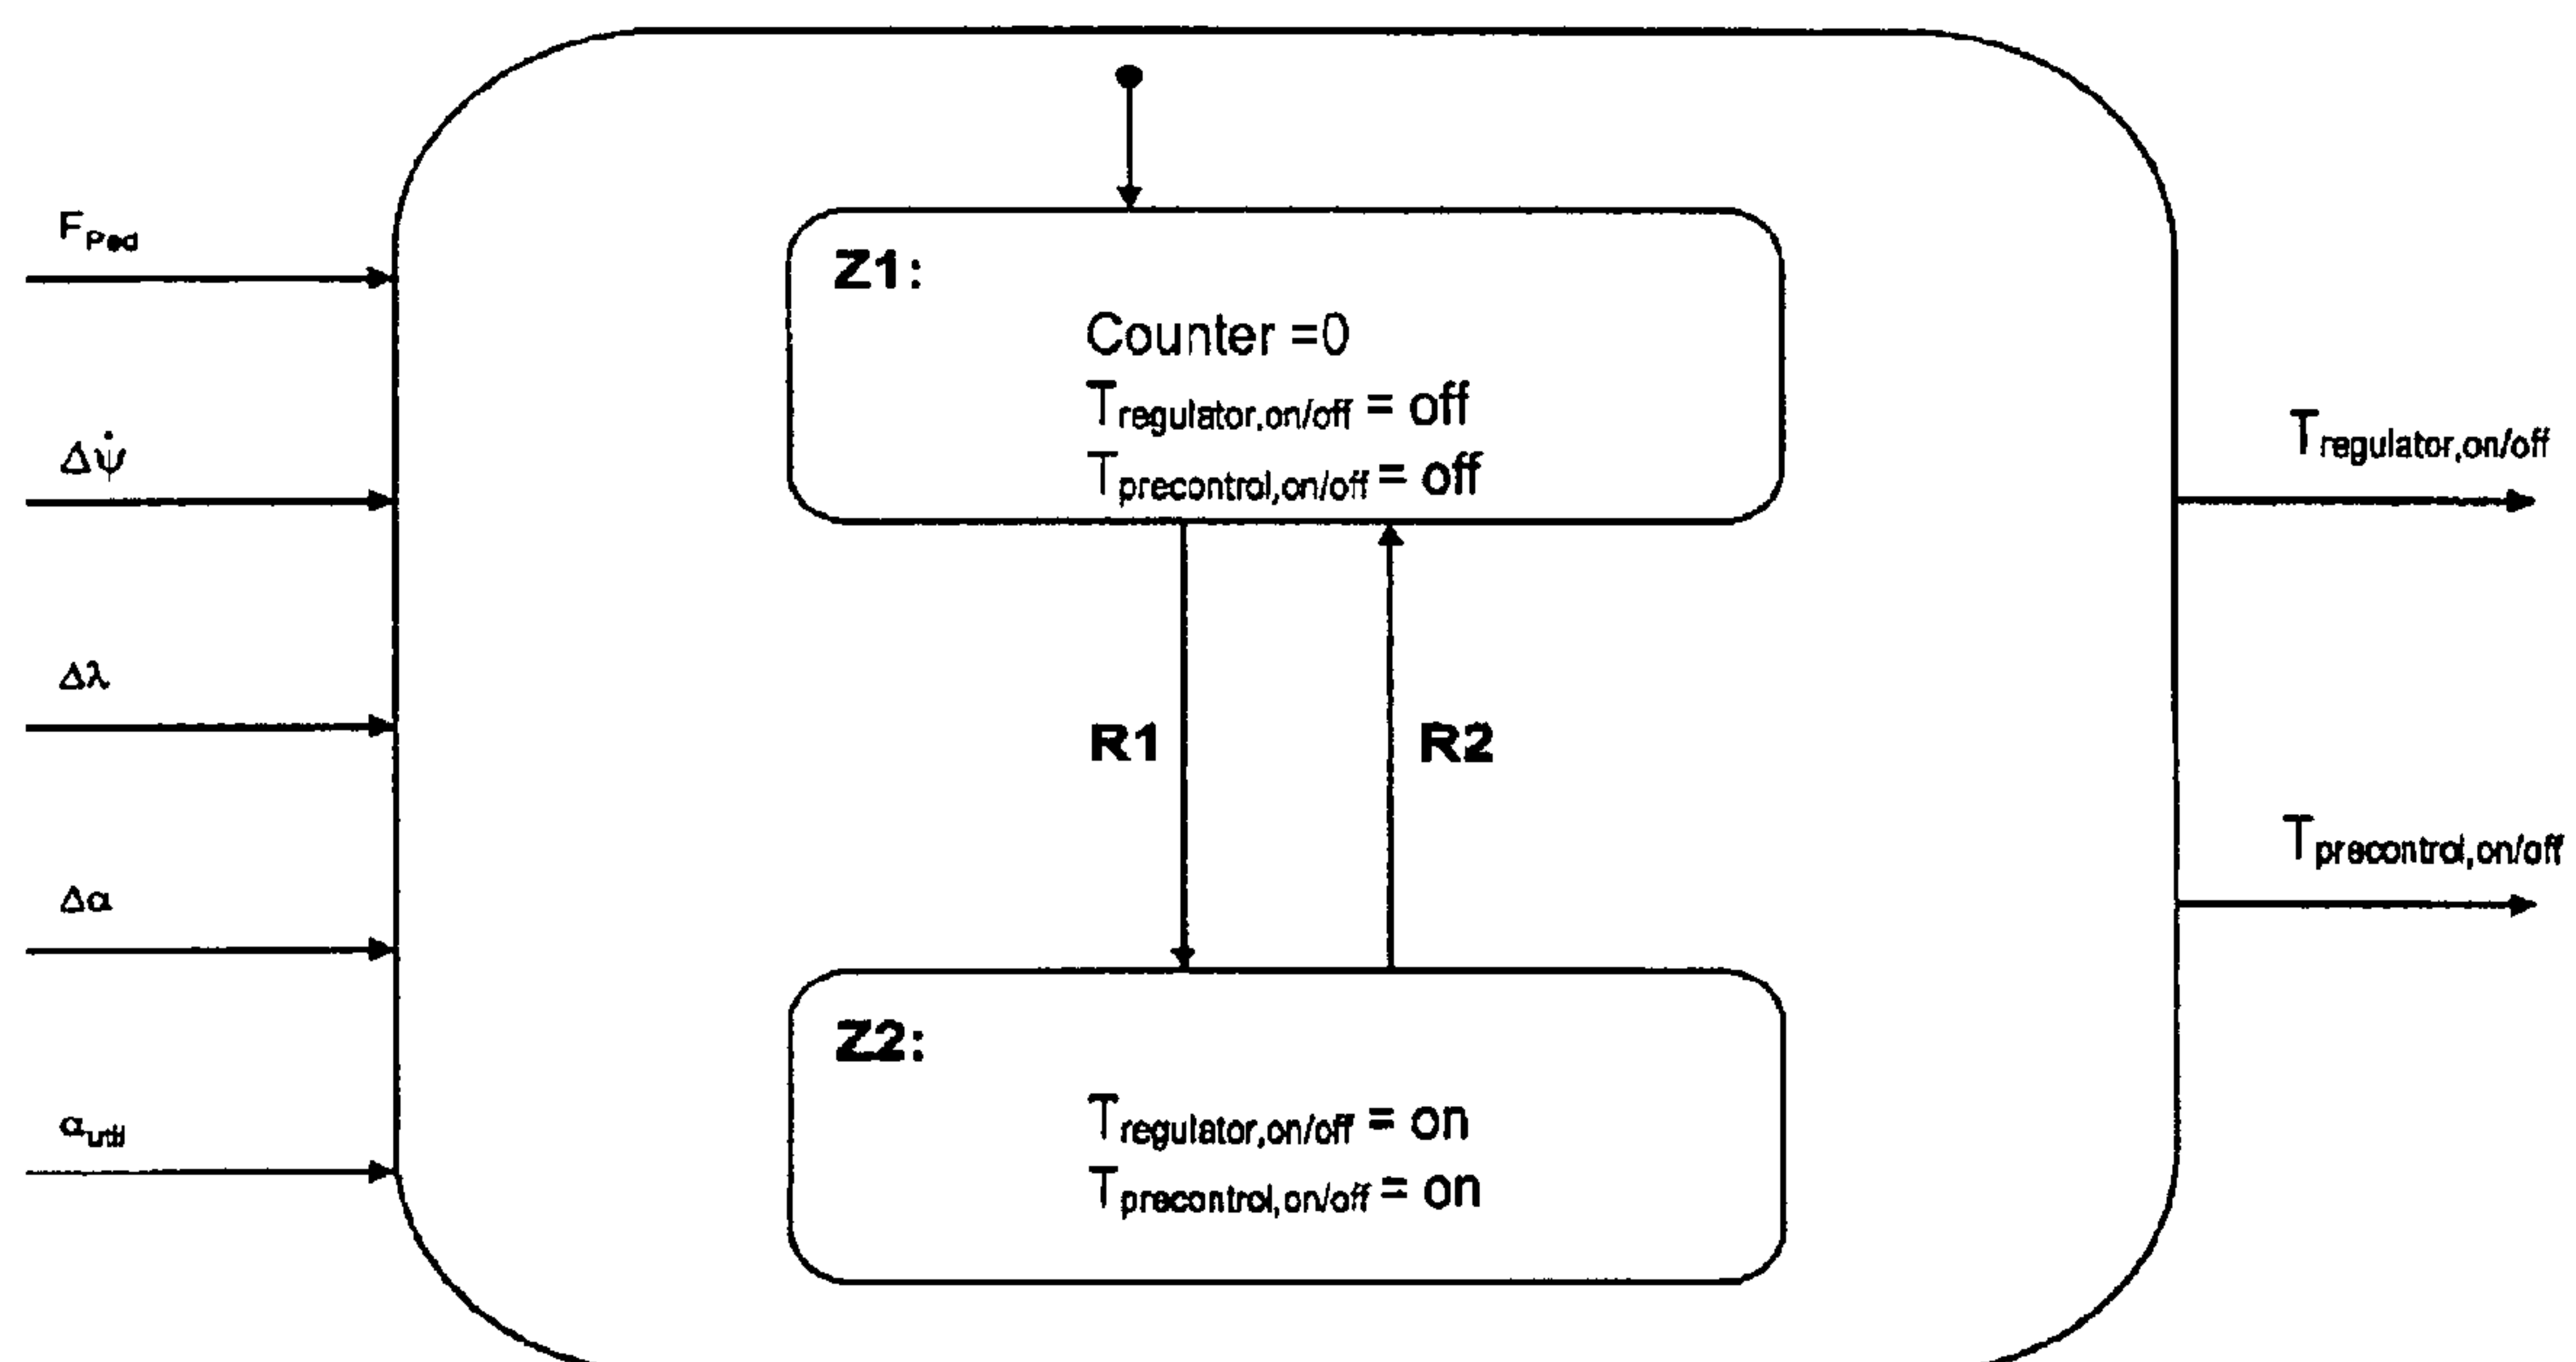 F_Ped
Δψ̇
Δλ
Δα
α_util
Z1:
Counter =0
T_regulator,on/off = off
T_precontrol,on/off = off
R1
R2
Z2:
T_regulator,on/off = on
T_precontrol,on/off = on
T_regulator,on/off
T_precontrol,on/off